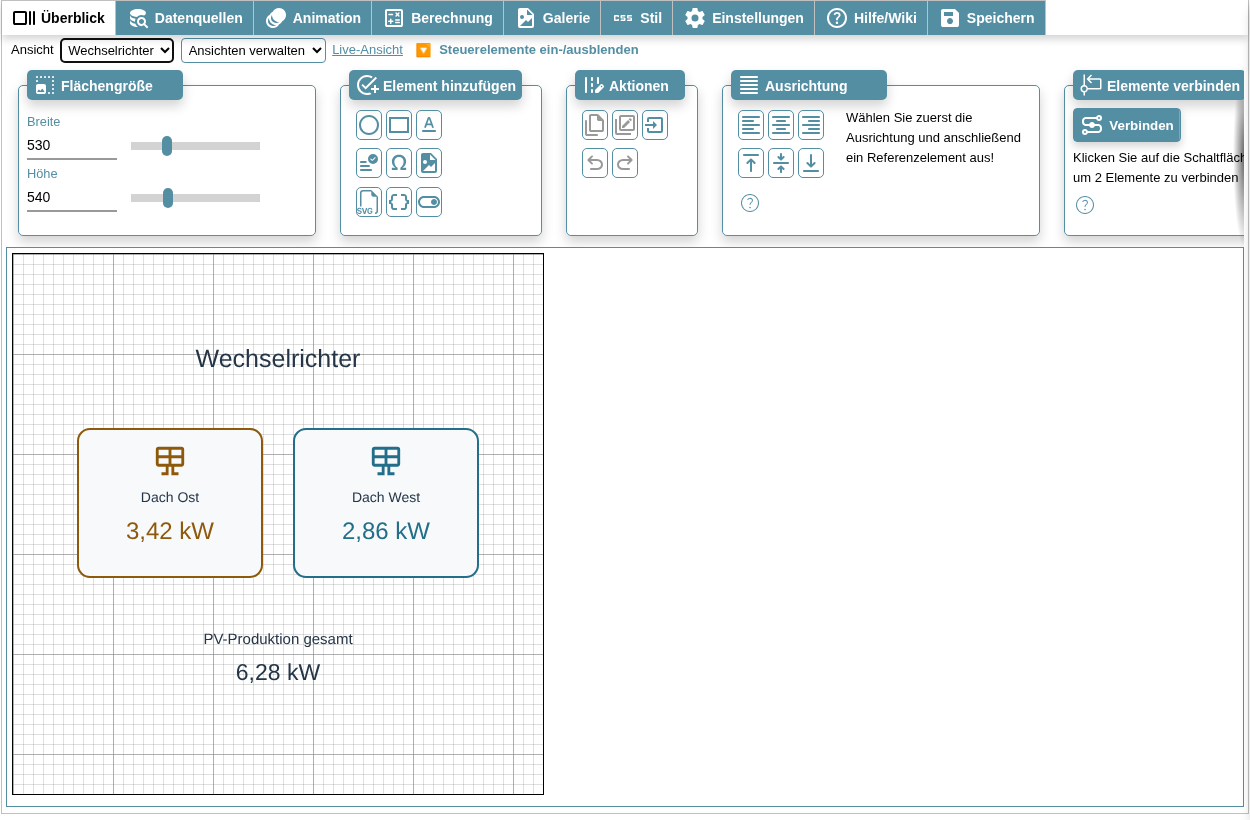 Überblick Datenquellen Animation Berechnung Galerie css Stil Einstellungen Hilfe/Wiki Speichern
Ansicht Wechselrichter Ansichten verwalten Live-Ansicht Steuerelemente ein-/ausblenden
Flächengröße
Breite
530
Höhe
540
Element hinzufügen
A
Ω
SVG
Aktionen
Ausrichtung
Wählen Sie zuerst die
Ausrichtung und anschließend
ein Referenzelement aus!
?
Elemente verbinden
Verbinden
Klicken Sie auf die Schaltfläch
um 2 Elemente zu verbinden
?
Wechselrichter
Dach Ost
3,42 kW
Dach West
2,86 kW
PV-Produktion gesamt
6,28 kW